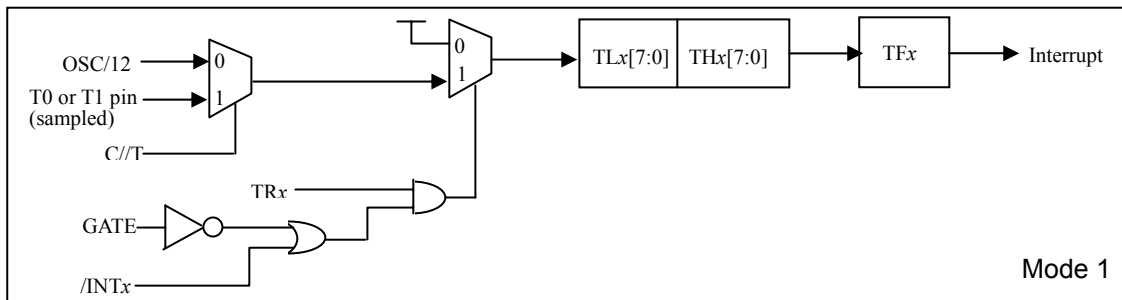 OSC/12
0
1
T0 or T1 pin
(sampled)
C//T
0
1
TLx[7:0]
THx[7:0]
TFx
Interrupt
TRx
GATE
/INTx
Mode 1